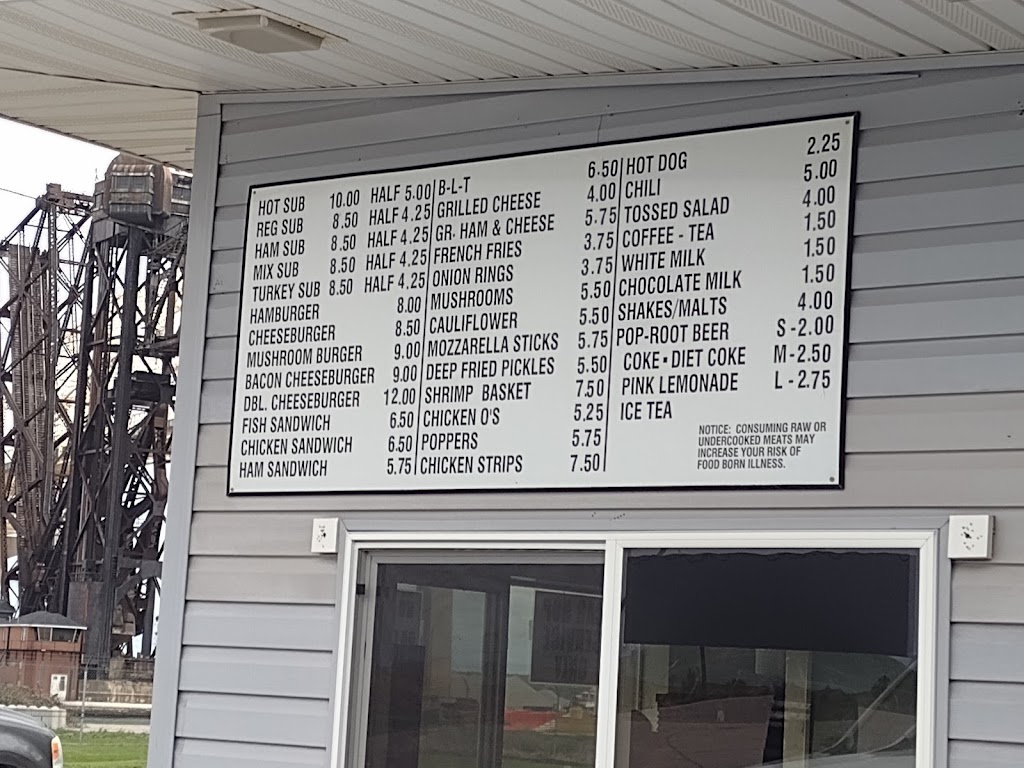 HOT SUB 10.00 HALF 5.00
REG SUB 8.50 HALF 4.25
HAM SUB 8.50 HALF 4.25
MIX SUB 8.50 HALF 4.25
TURKEY SUB 8.50 HALF 4.25
HAMBURGER 8.00
CHEESEBURGER 8.50
MUSHROOM BURGER 9.00
BACON CHEESEBURGER 9.00
DBL. CHEESEBURGER 12.00
FISH SANDWICH 6.50
CHICKEN SANDWICH 6.50
HAM SANDWICH 5.75
B-L-T 6.50
GRILLED CHEESE 4.00
GR. HAM & CHEESE 5.75
FRENCH FRIES 3.75
ONION RINGS 3.75
MUSHROOMS 5.50
CAULIFLOWER 5.50
MOZZARELLA STICKS 5.75
DEEP FRIED PICKLES 5.50
SHRIMP BASKET 7.50
CHICKEN O'S 5.25
POPPERS 5.75
CHICKEN STRIPS 7.50
HOT DOG 2.25
CHILI 5.00
TOSSED SALAD 4.00
COFFEE - TEA 1.50
WHITE MILK 1.50
CHOCOLATE MILK 1.50
SHAKES/MALTS 4.00
POP-ROOT BEER S -2.00
COKE • DIET COKE M -2.50
PINK LEMONADE L - 2.75
ICE TEA
NOTICE: CONSUMING RAW OR
UNDERCOOKED MEATS MAY
INCREASE YOUR RISK OF
FOOD BORN ILLNESS.